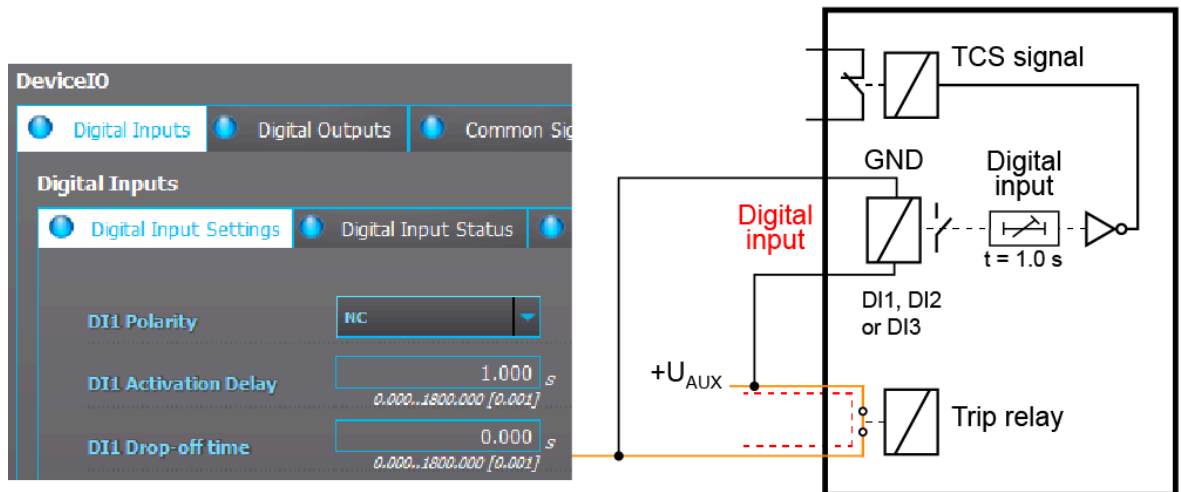 DeviceIO
Digital Inputs
Digital Outputs
Common Sig
Digital Inputs
Digital Input Settings
Digital Input Status
DI1 Polarity
NC
DI1 Activation Delay
1.000 s
0.000..1800.000 [0.001]
DI1 Drop-off time
0.000 s
0.000..1800.000 [0.001]
TCS signal
GND
Digital
input
Digital
input
t = 1.0 s
DI1, DI2
or DI3
+UAUX
Trip relay